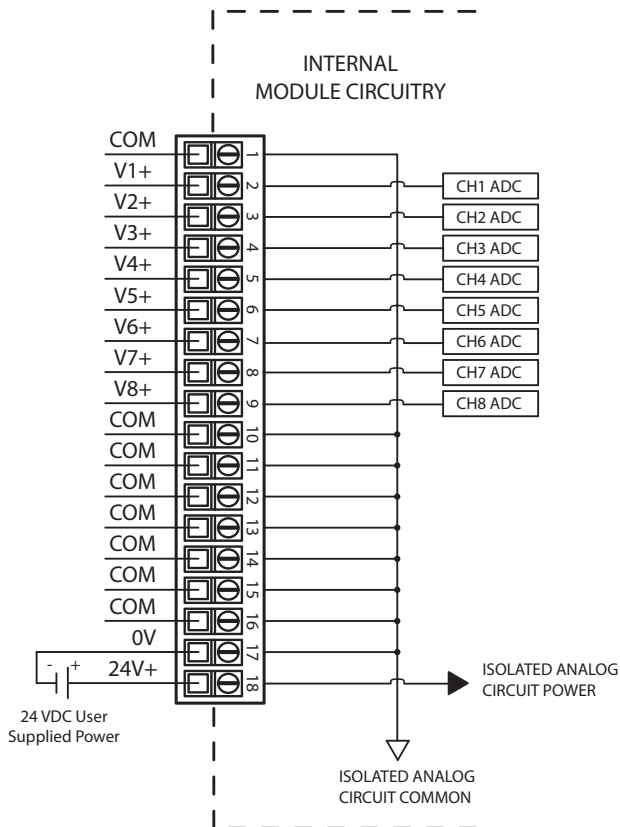 INTERNAL
MODULE CIRCUITRY
COM
1
V1+
2
CH1 ADC
V2+
3
CH2 ADC
V3+
4
CH3 ADC
V4+
5
CH4 ADC
V5+
6
CH5 ADC
V6+
7
CH6 ADC
V7+
8
CH7 ADC
V8+
9
CH8 ADC
COM
10
COM
11
COM
12
COM
13
COM
14
COM
15
COM
16
0V
17
- +
24V+
18
ISOLATED ANALOG
CIRCUIT POWER
24 VDC User
Supplied Power
ISOLATED ANALOG
CIRCUIT COMMON